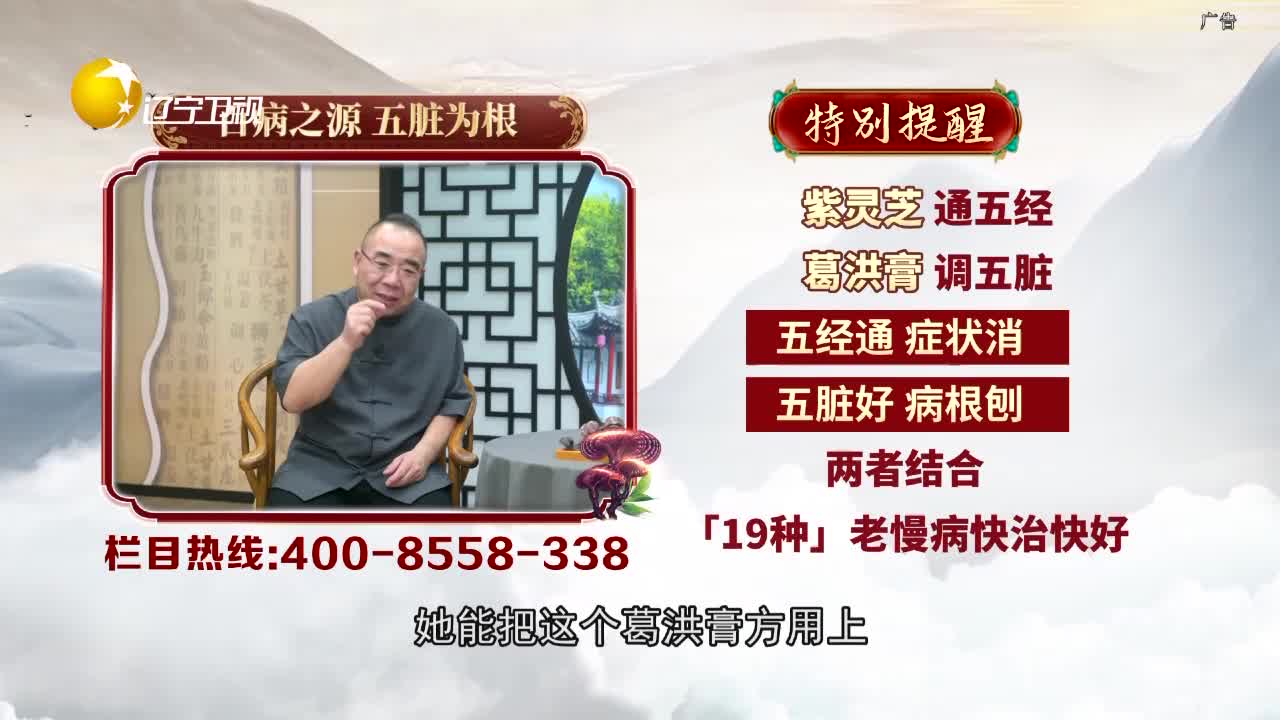 广告
辽宁卫视
百病之源 五脏为根
特别提醒
紫灵芝 通五经
葛洪膏 调五脏
五经通 症状消
五脏好 病根刨
两者结合
「19种」老慢病快治快好
栏目热线:400-8558-338
她能把这个葛洪膏方用上